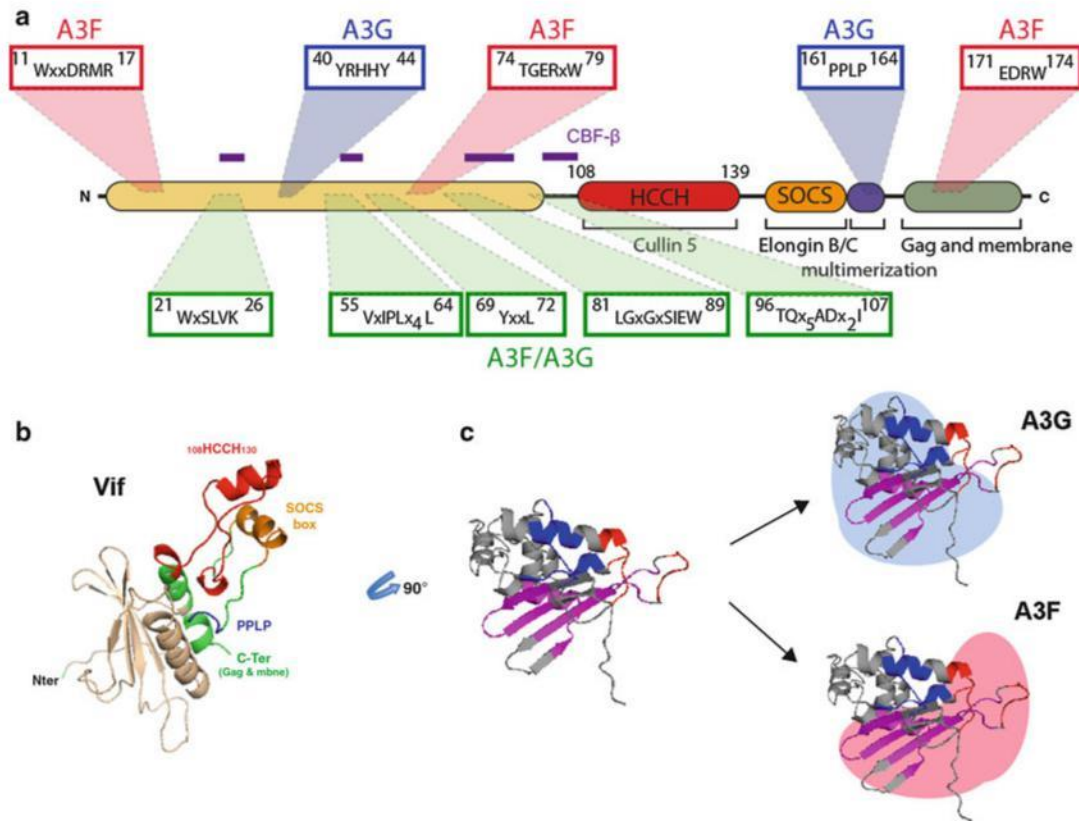 a
A3F A3G A3F A3G A3F
11 WxxDRMR 17 40 YRHHY 44 74 TGERxW 79 161 PPLP 164 171 EDRW 174
CBF-β
108 139
N HCCH SOCS C
Cullin 5 Elongin B/C Gag and membrane
multimerization
21 WxSLVK 26 55 VxIPLx4L 64 69 YxxL 72 81 LGxGxSIEW 89 96 TQx5ADx2I 107
A3F/A3G
b c
Vif
108HCCH130
SOCS
box
PPLP
C-Ter
(Gag & mbne)
Nter
90°
A3G
A3F